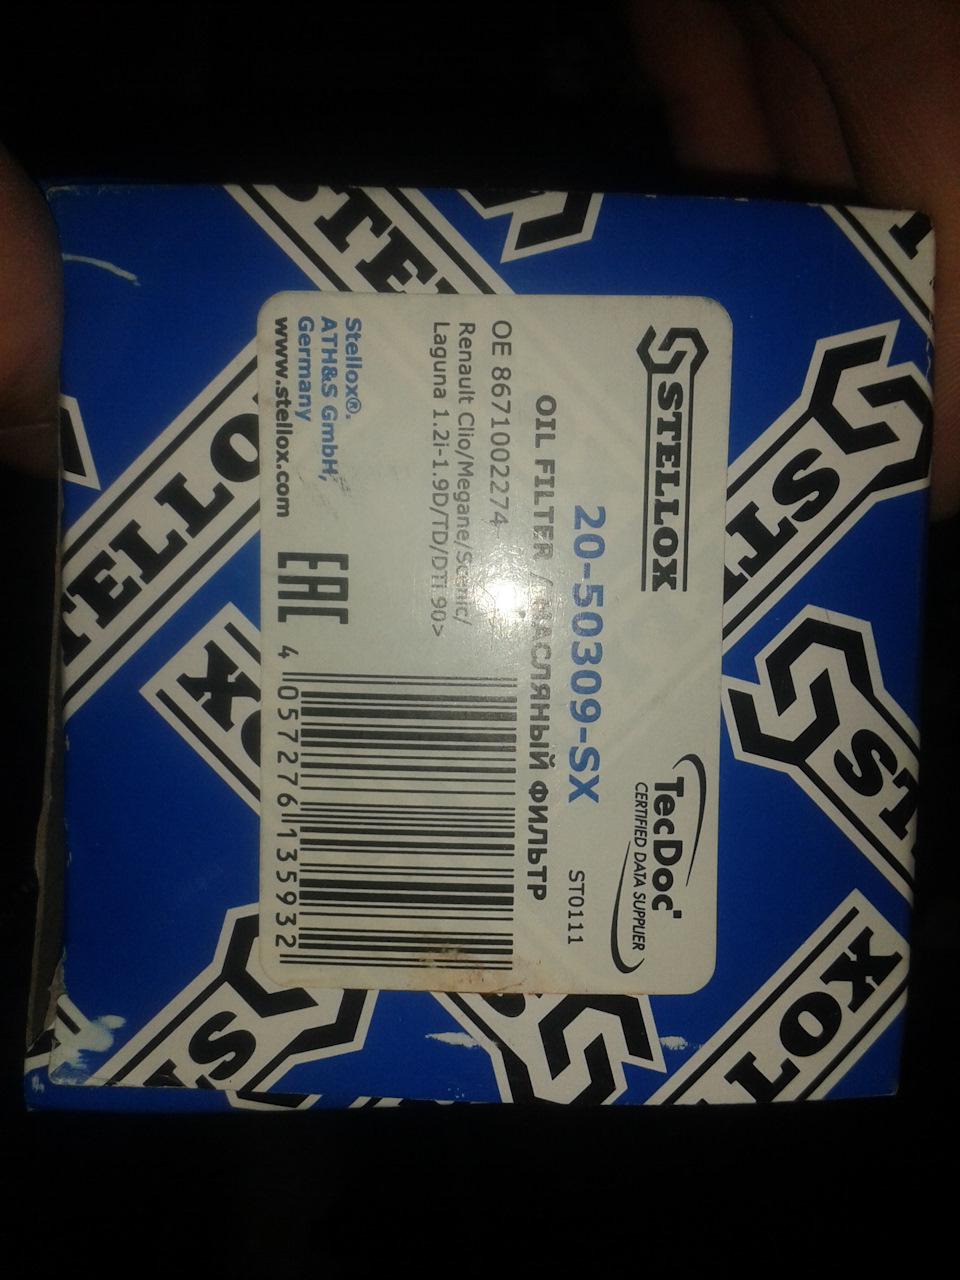 STELLOX
TecDoc
CERTIFIED DATA SUPPLIER
20-50309-SX
ST0111
OIL FILTER / МАСЛЯНЫЙ ФИЛЬТР
OE 8671002274
Renault Clio/Megane/Scenic/
Laguna 1.2i-1.9D/TD/DTi 90>
Stellox®.
ATH&S GmbH,
Germany
www.stellox.com
EAC
4 057276 135932
STELLOX
STELLOX